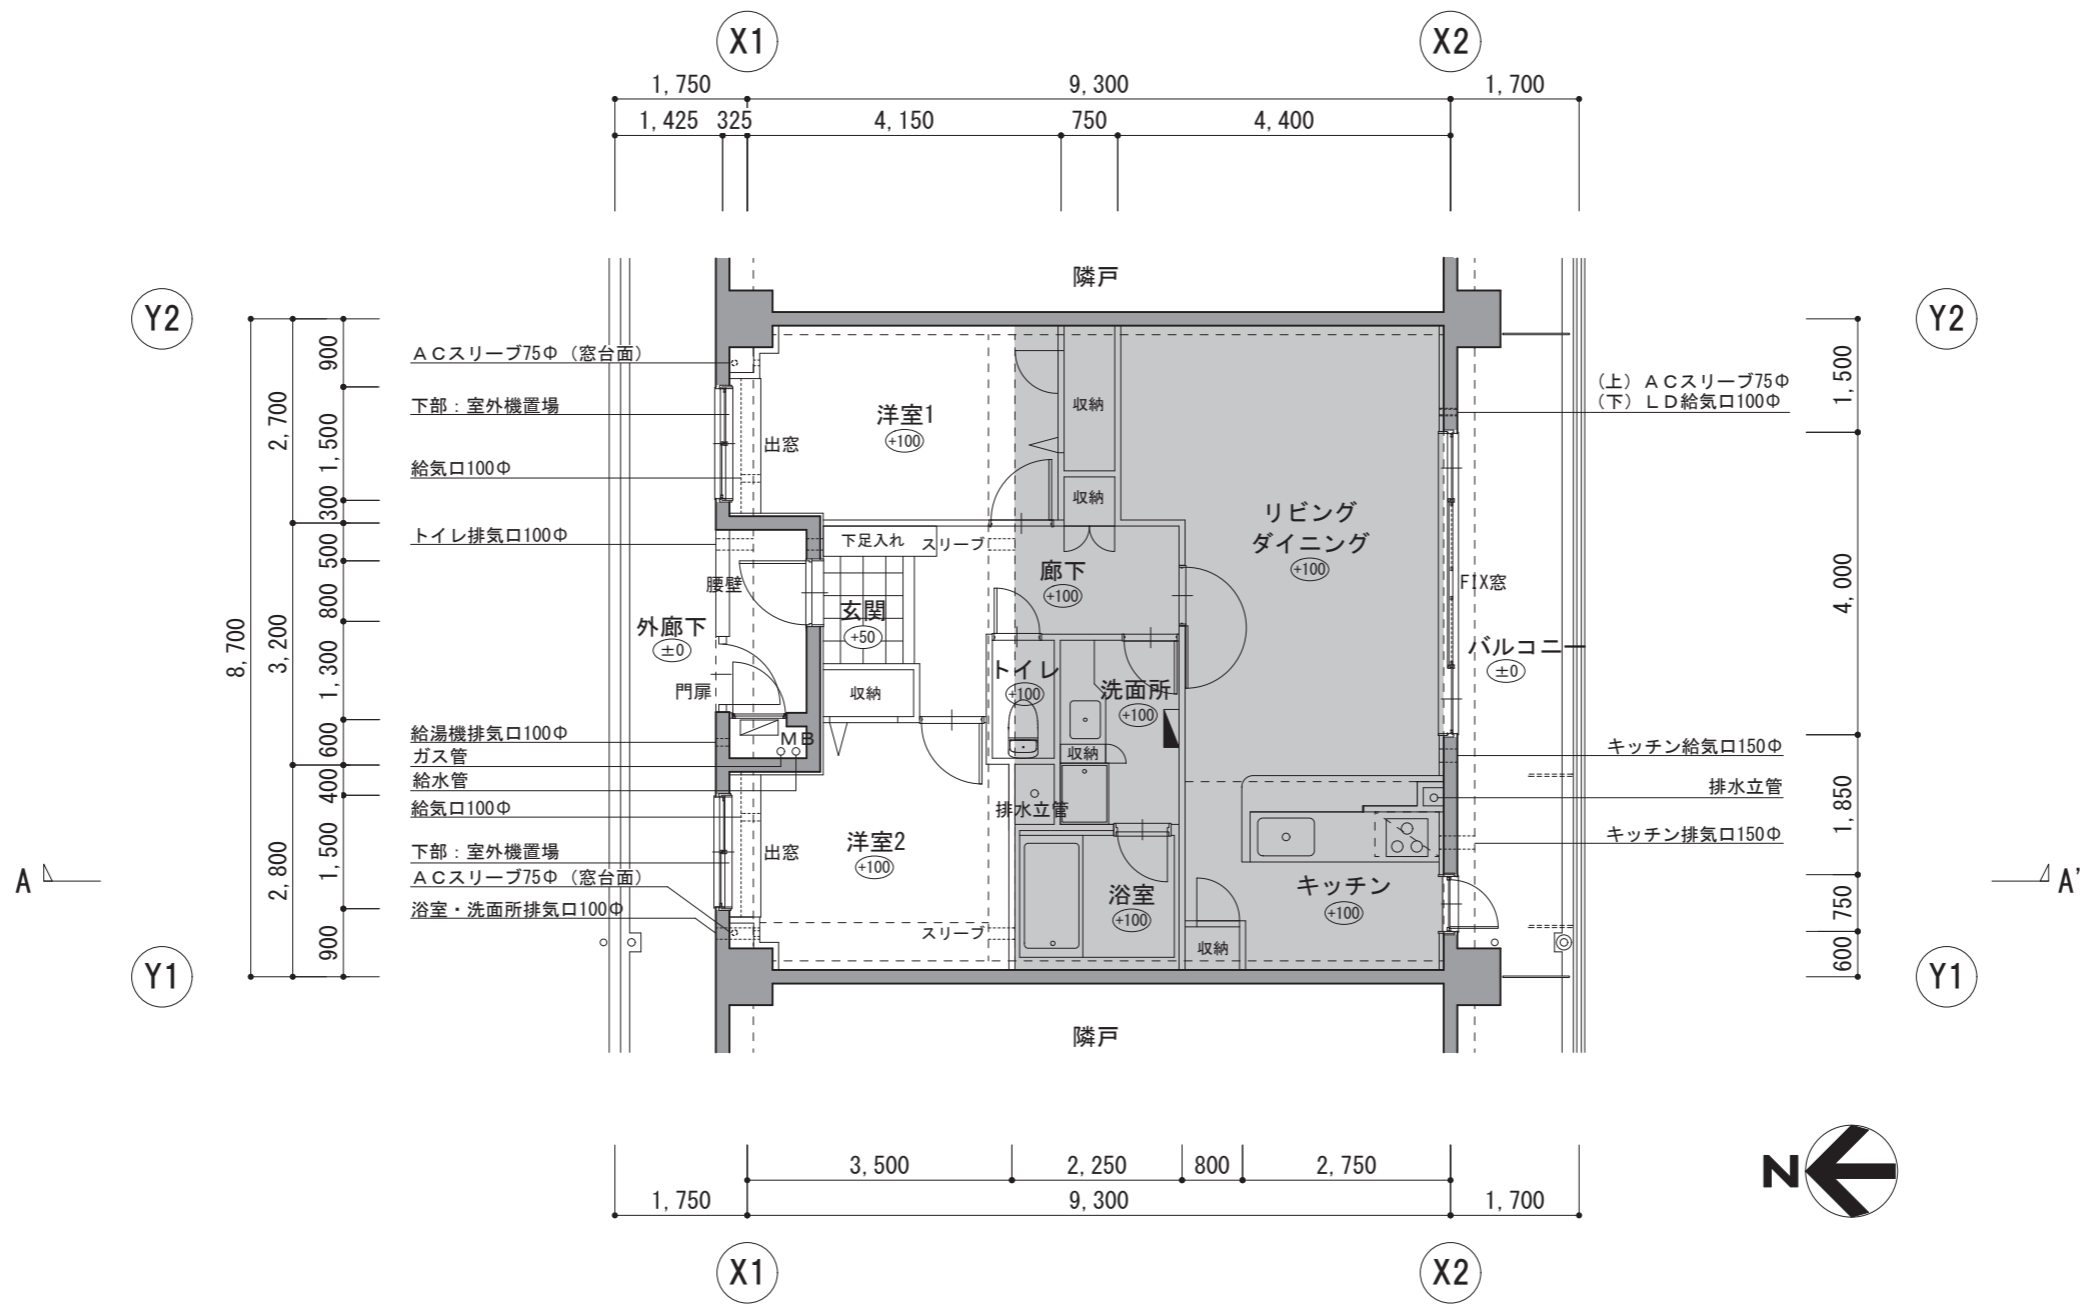 X1
X2
1,750
9,300
1,700
1,425
325
4,150
750
4,400
隣戸
Y2
Y2
900
1,500
300
500
800
1,300
600
400
1,500
900
2,700
3,200
2,800
8,700
ACスリーブ75Φ（窓台面）
下部：室外機置場
給気口100Φ
トイレ排気口100Φ
給湯機排気口100Φ
ガス管
給水管
給気口100Φ
下部：室外機置場
ACスリーブ75Φ（窓台面）
浴室・洗面所排気口100Φ
洋室1
+100
出窓
収納
収納
リビング
ダイニング
+100
下足入れ
スリーブ
廊下
+100
腰壁
玄関
+50
外廊下
±0
門扉
収納
トイレ
+100
洗面所
+100
収納
MB
排水立管
洋室2
+100
出窓
スリーブ
浴室
+100
キッチン
+100
収納
FIX窓
バルコニー
±0
（上）ACスリーブ75Φ
（下）LD給気口100Φ
キッチン給気口150Φ
排水立管
キッチン排気口150Φ
1,500
4,000
1,850
750
600
A
A'
Y1
Y1
隣戸
3,500
2,250
800
2,750
1,750
9,300
1,700
N
X1
X2